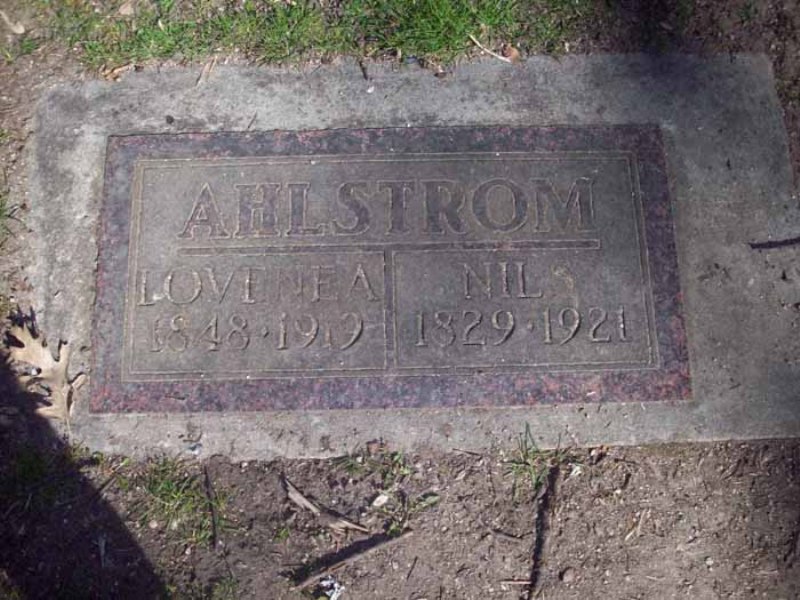 AHLSTROM
LOVENEA NILS
1848 · 1919 1829 · 1921